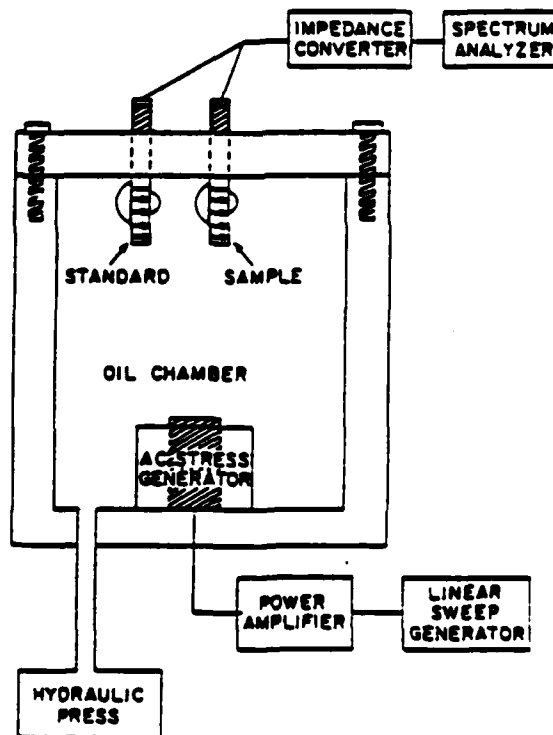 IMPEDANCE
CONVERTER
SPECTRUM
ANALYZER
STANDARD
SAMPLE
OIL CHAMBER
AC STRESS
GENERATOR
POWER
AMPLIFIER
LINEAR
SWEEP
GENERATOR
HYDRAULIC
PRESS